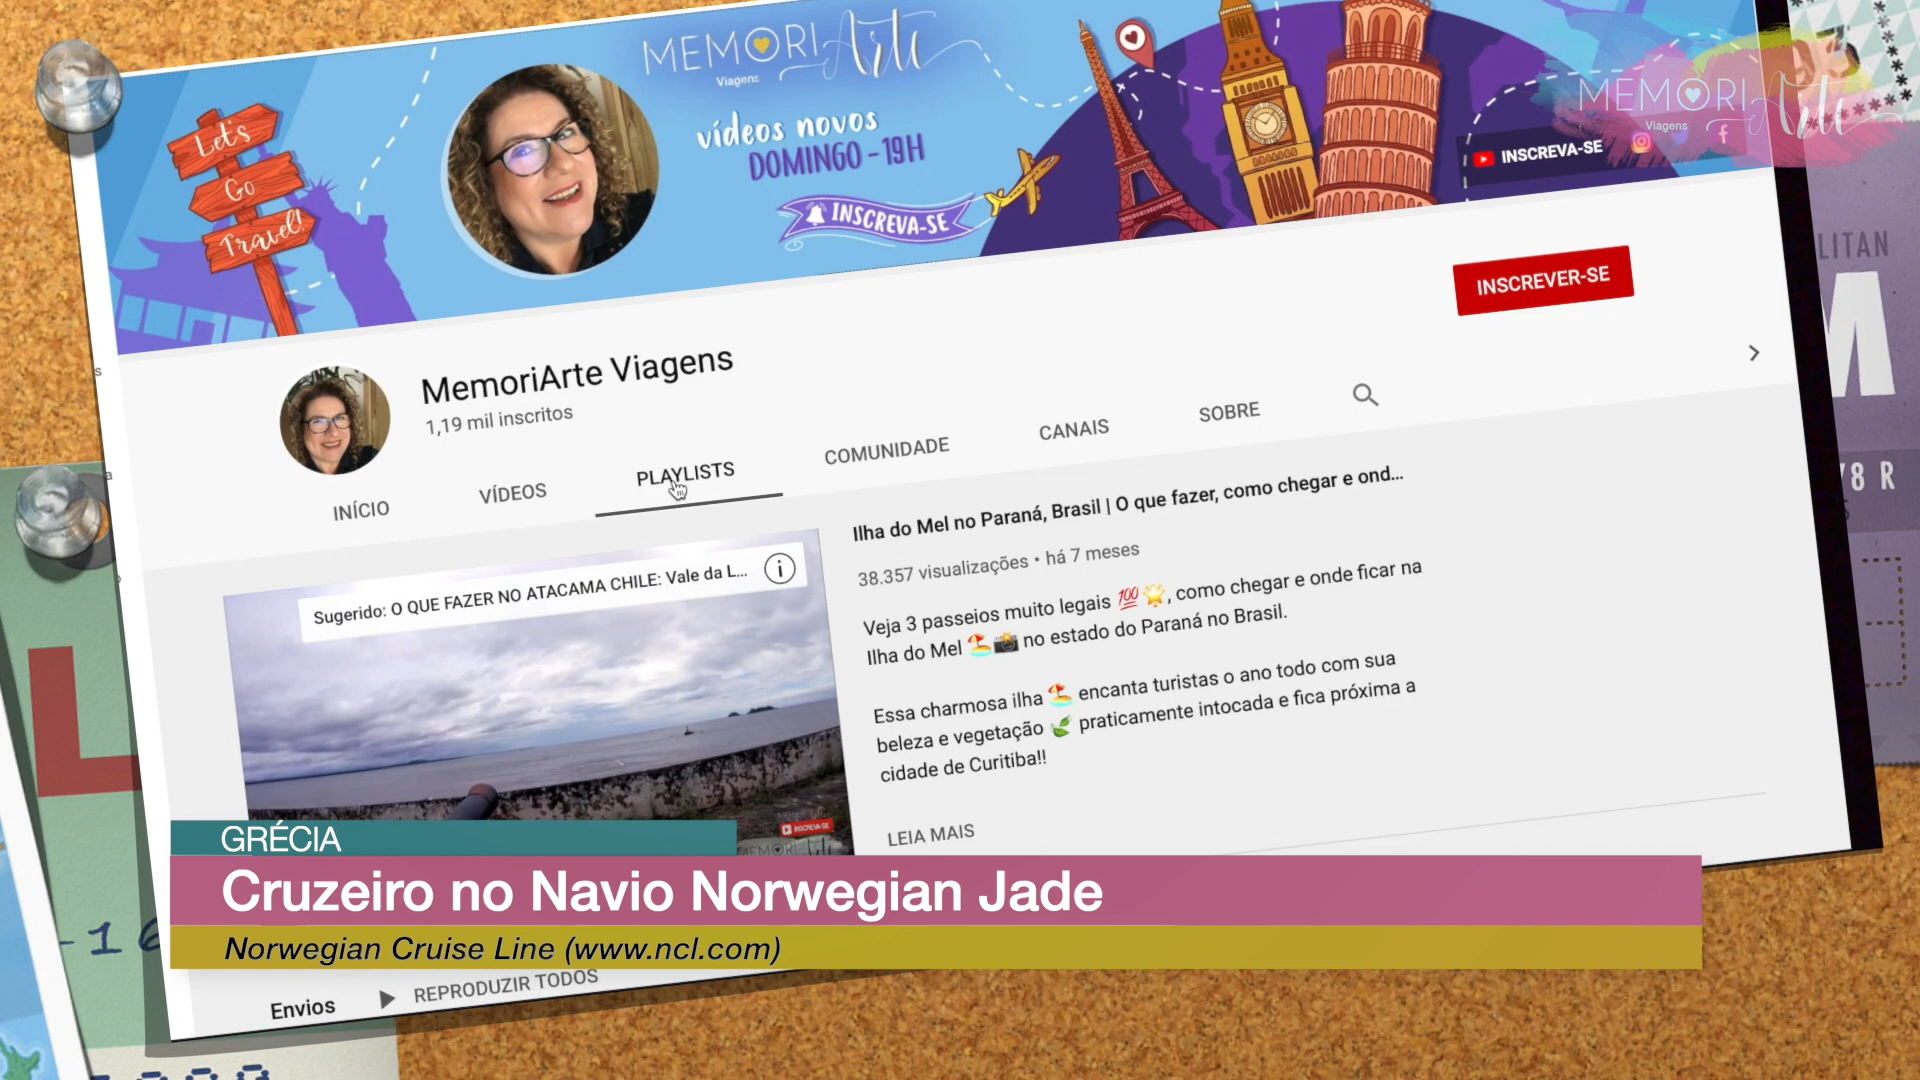 MEMORIArte
Viagens
vídeos novos
DOMINGO - 19H
INSCREVA-SE
Let's
Go
Travel!
INSCREVA-SE
MEMORIArte
Viagens
INSCREVER-SE
MemoriArte Viagens
1,19 mil inscritos
INÍCIO
VÍDEOS
PLAYLISTS
COMUNIDADE
CANAIS
SOBRE
Sugerido: O QUE FAZER NO ATACAMA CHILE: Vale da L...
Ilha do Mel no Paraná, Brasil | O que fazer, como chegar e ond...
38.357 visualizações • há 7 meses
Veja 3 passeios muito legais 💯🌟, como chegar e onde ficar na
Ilha do Mel 🏖️📸 no estado do Paraná no Brasil.
Essa charmosa ilha 🏖️ encanta turistas o ano todo com sua
beleza e vegetação 🌿 praticamente intocada e fica próxima a
cidade de Curitiba!!
LEIA MAIS
INSCREVA-SE
GRÉCIA
Cruzeiro no Navio Norwegian Jade
Norwegian Cruise Line (www.ncl.com)
Envios
REPRODUZIR TODOS
LITAN
M
/8 R
L
-16